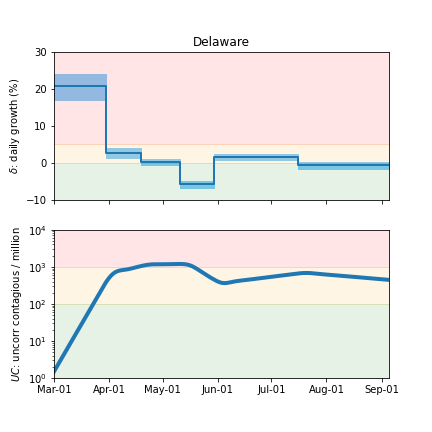 Delaware
30
20
10
0
−10
δ: daily growth (%)
10⁴
10³
10²
10¹
10⁰
UC: uncorr contagious / million
Mar-01 Apr-01 May-01 Jun-01 Jul-01 Aug-01 Sep-01